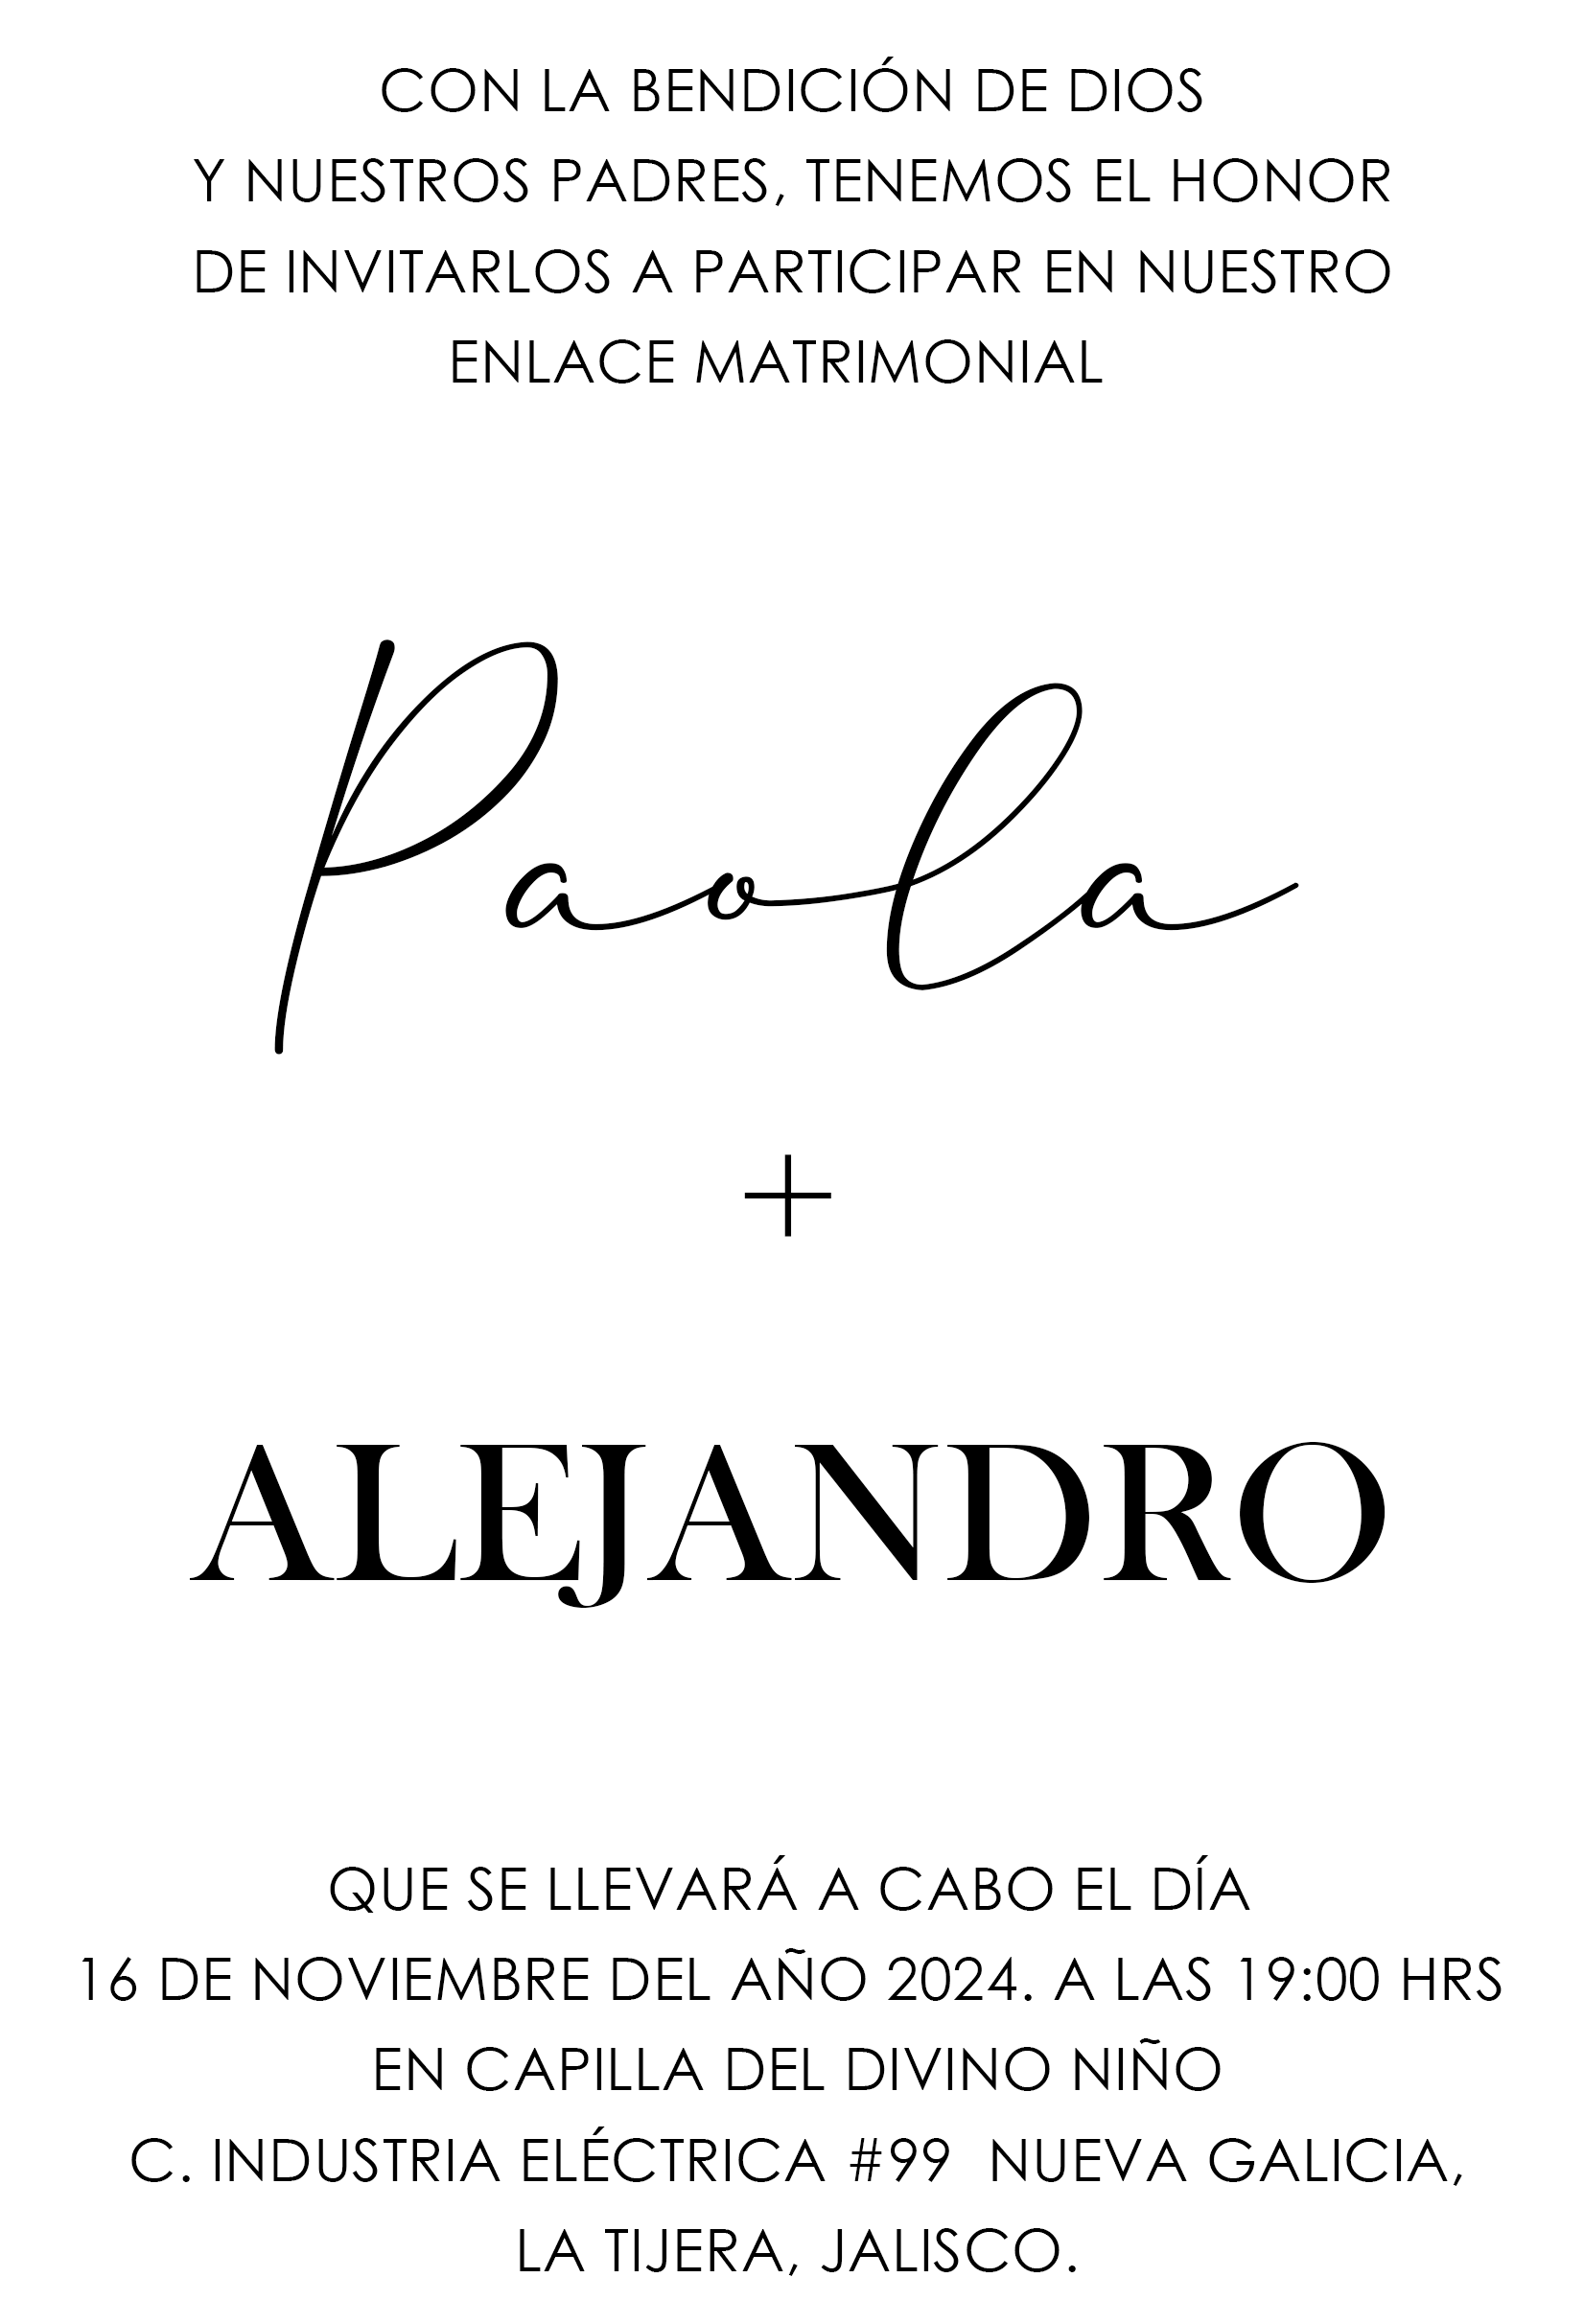 CON LA BENDICIÓN DE DIOS
Y NUESTROS PADRES, TENEMOS EL HONOR
DE INVITARLOS A PARTICIPAR EN NUESTRO
ENLACE MATRIMONIAL
Paola
+
ALEJANDRO
QUE SE LLEVARÁ A CABO EL DÍA
16 DE NOVIEMBRE DEL AÑO 2024. A LAS 19:00 HRS
EN CAPILLA DEL DIVINO NIÑO
C. INDUSTRIA ELÉCTRICA #99  NUEVA GALICIA,
LA TIJERA, JALISCO.